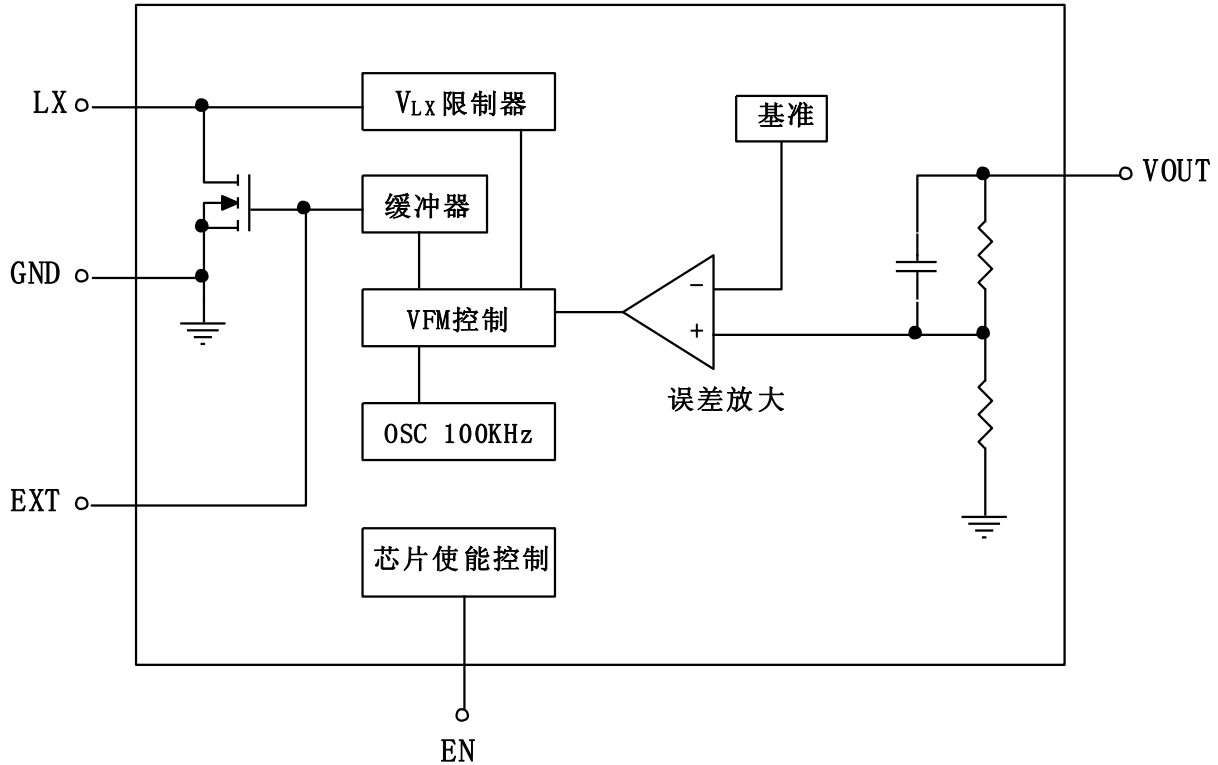 LX
VLX限制器
基准
VOUT
缓冲器
GND
−
VFM控制
+
误差放大
OSC 100KHz
EXT
芯片使能控制
EN